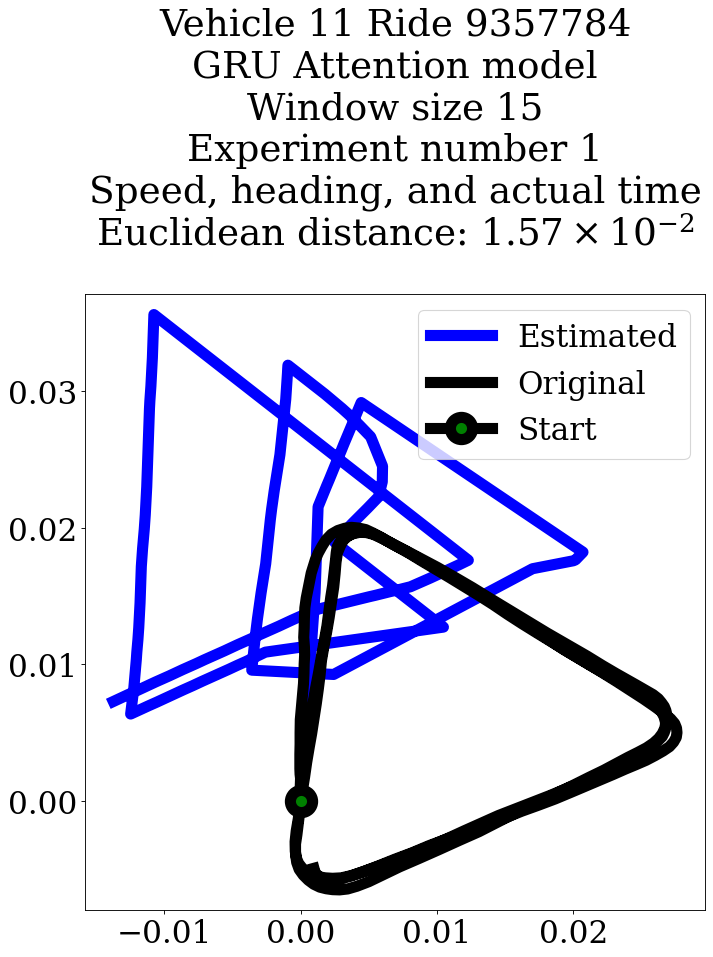 Vehicle 11 Ride 9357784
GRU Attention model
Window size 15
Experiment number 1
Speed, heading, and actual time
Euclidean distance: 1.57 × 10⁻²
Estimated
Original
Start
0.03
0.02
0.01
0.00
−0.01 0.00 0.01 0.02